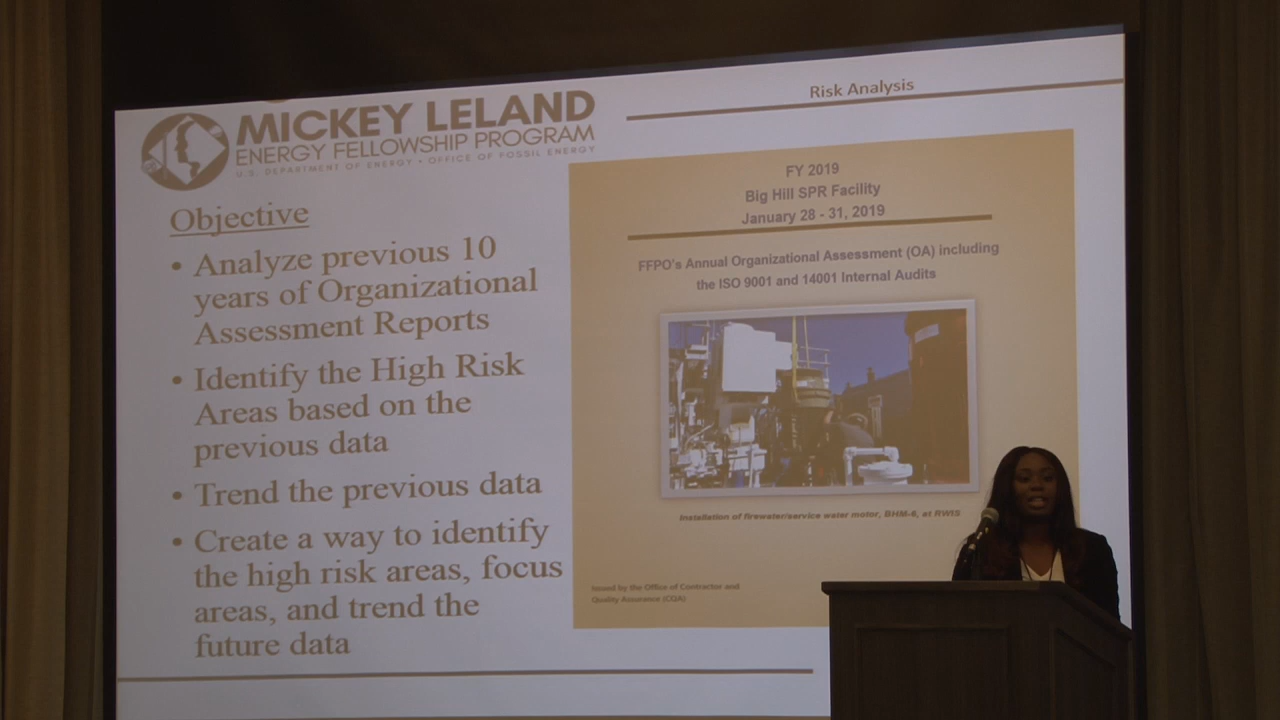 MICKEY LELAND
ENERGY FELLOWSHIP PROGRAM
U.S. DEPARTMENT OF ENERGY • OFFICE OF FOSSIL ENERGY
Risk Analysis
Objective
• Analyze previous 10
years of Organizational
Assessment Reports
• Identify the High Risk
Areas based on the
previous data
• Trend the previous data
• Create a way to identify
the high risk areas, focus
areas, and trend the
future data
FY 2019
Big Hill SPR Facility
January 28 - 31, 2019
FFPO's Annual Organizational Assessment (OA) including
the ISO 9001 and 14001 Internal Audits
Installation of firewater/service water motor, BHM-6, at RWIS
Issued by the Office of Contractor and
Quality Assurance (CQA)